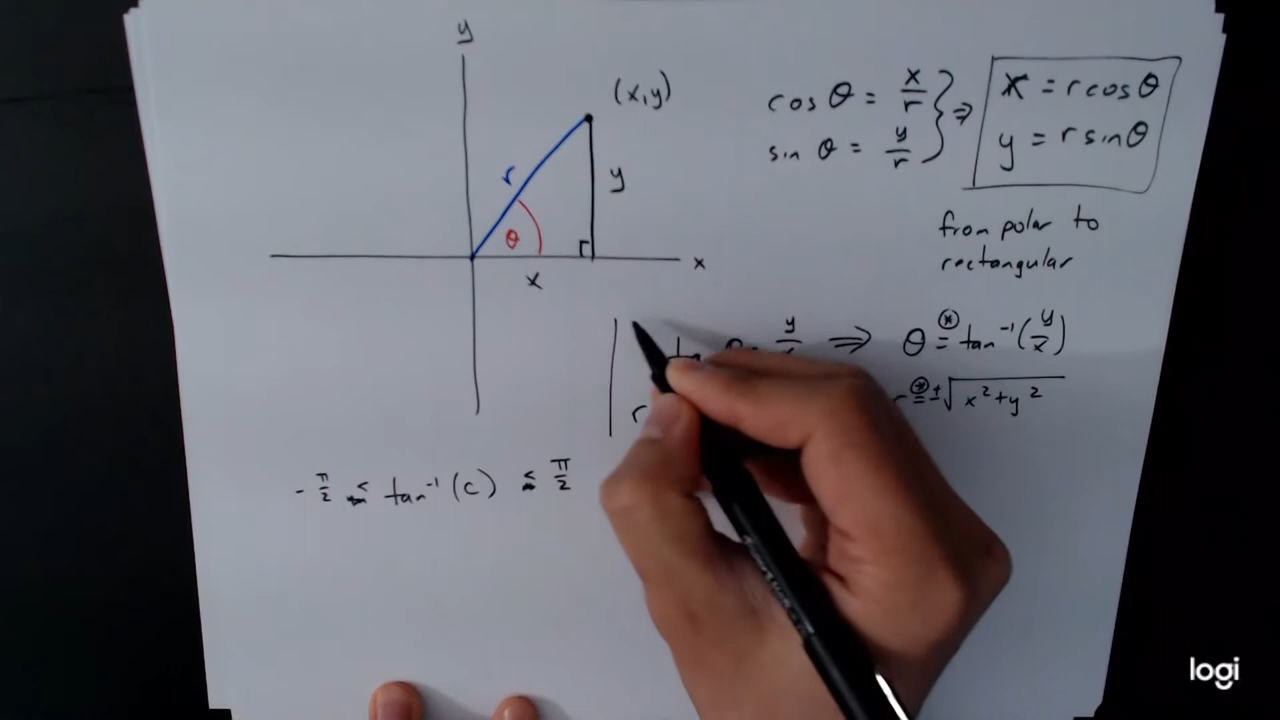 y
(x,y)
r
y
θ
x
x
cos θ = x/r
sin θ = y/r
} ⇒
x = r cos θ
y = r sin θ
from polar to
rectangular
⇒ θ = tan⁻¹(y/x)
= ±√x²+y²
-π/2 ≤ tan⁻¹(c) ≤ π/2
logi